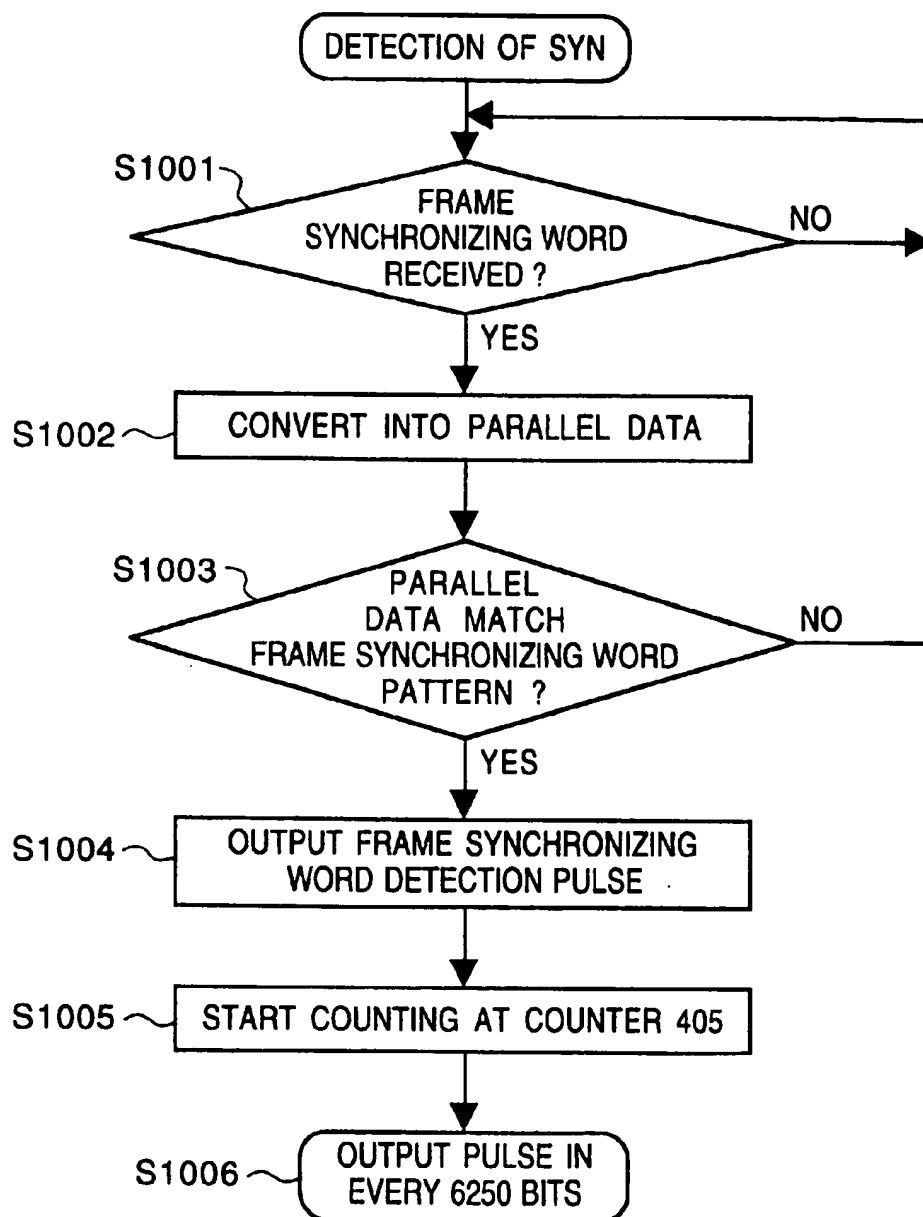 DETECTION OF SYN
S1001
FRAME
SYNCHRONIZING WORD
RECEIVED ?
NO
YES
S1002
CONVERT INTO PARALLEL DATA
S1003
PARALLEL
DATA MATCH
FRAME SYNCHRONIZING WORD
PATTERN ?
NO
YES
S1004
OUTPUT FRAME SYNCHRONIZING
WORD DETECTION PULSE
S1005
START COUNTING AT COUNTER 405
S1006
OUTPUT PULSE IN
EVERY 6250 BITS